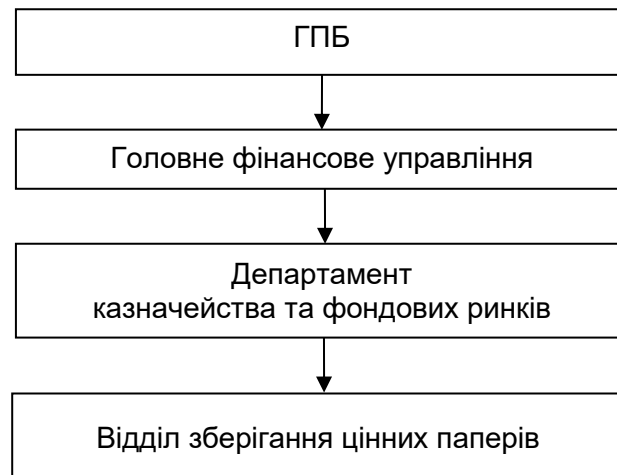 ГПБ
Головне фінансове управління
Департамент
казначейства та фондових ринків
Відділ зберігання цінних паперів